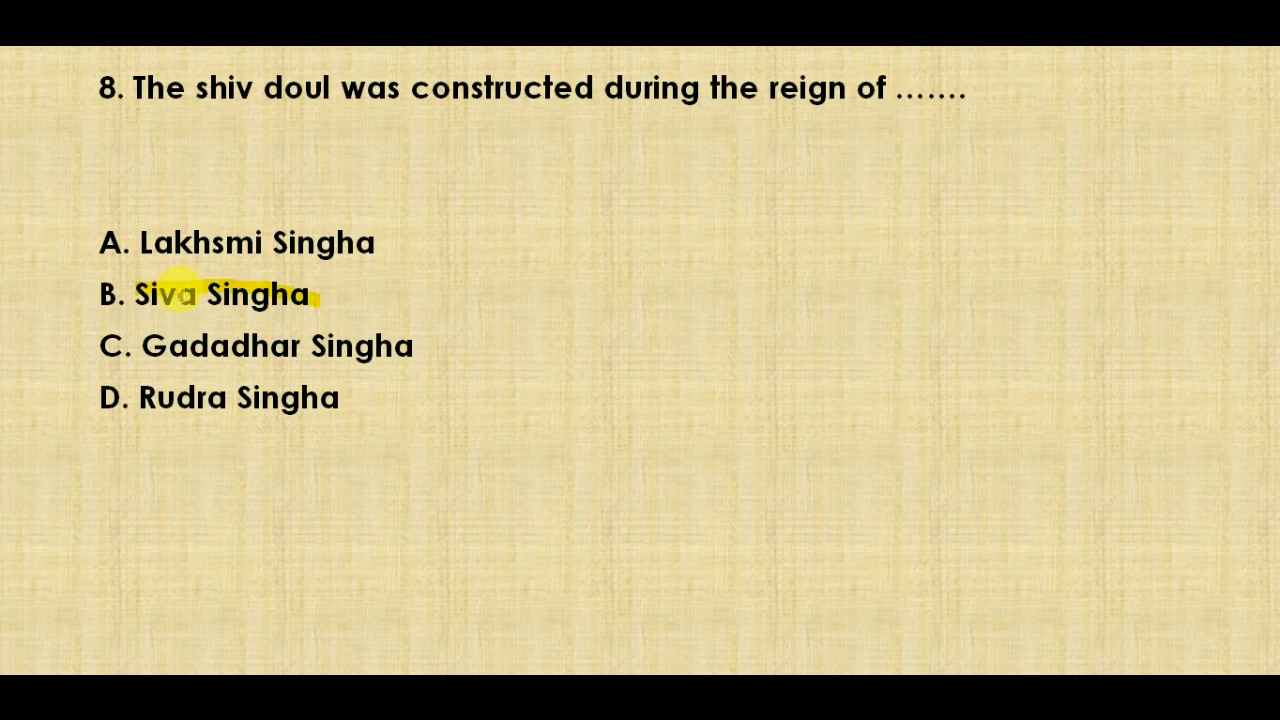 8. The shiv doul was constructed during the reign of .......
A. Lakhsmi Singha
B. Siva Singha
C. Gadadhar Singha
D. Rudra Singha